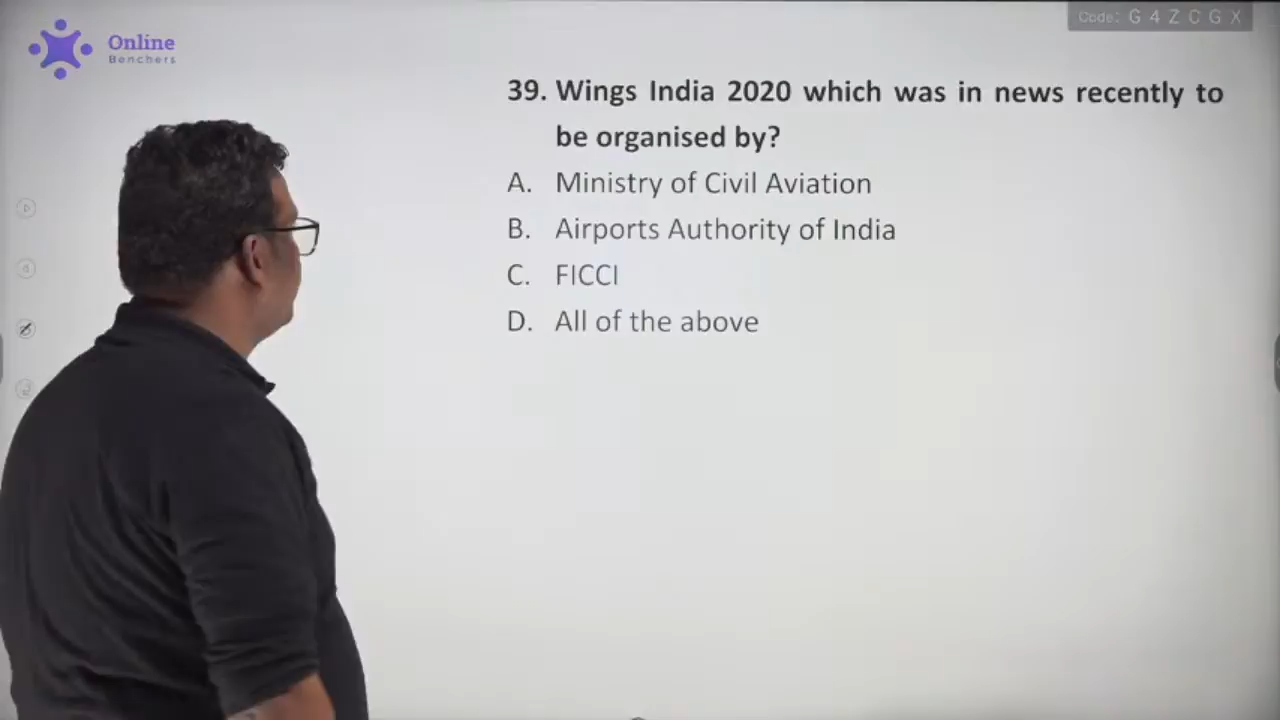 Code: G 4 Z C G X
Online
Benchers
39. Wings India 2020 which was in news recently to
be organised by?
A. Ministry of Civil Aviation
B. Airports Authority of India
C. FICCI
D. All of the above